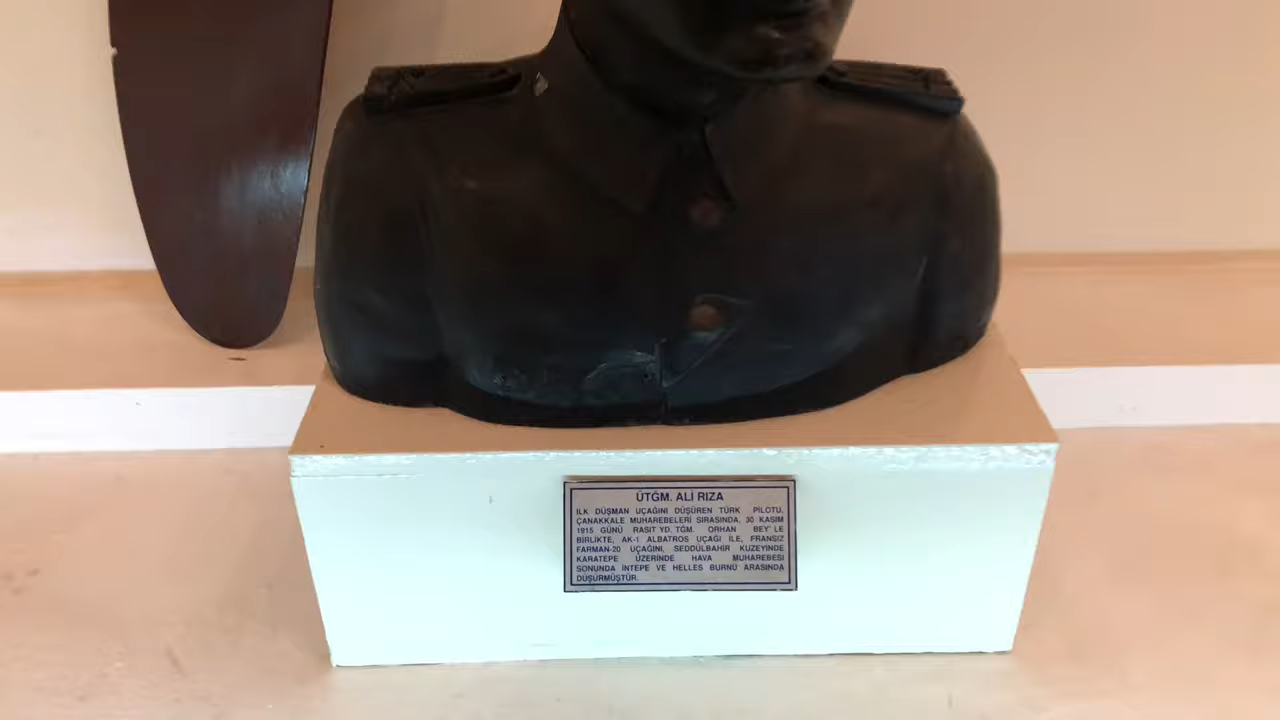 ÜTĞM. ALİ RIZA
İLK DÜŞMAN UÇAĞINI DÜŞÜREN TÜRK PİLOTU.
ÇANAKKALE MUHAREBELERİ SIRASINDA, 30 KASIM
1915 GÜNÜ RASIT YD. TĞM. ORHAN BEY' LE
BİRLİKTE, AK-1 ALBATROS UÇAĞI İLE, FRANSIZ
FARMAN-20 UÇAĞINI, SEDDÜLBAHİR KUZEYİNDE
KARATEPE ÜZERİNDE HAVA MUHAREBESİ
SONUNDA İNTEPE VE HELLES BURNU ARASINDA
DÜŞÜRMÜŞTÜR.